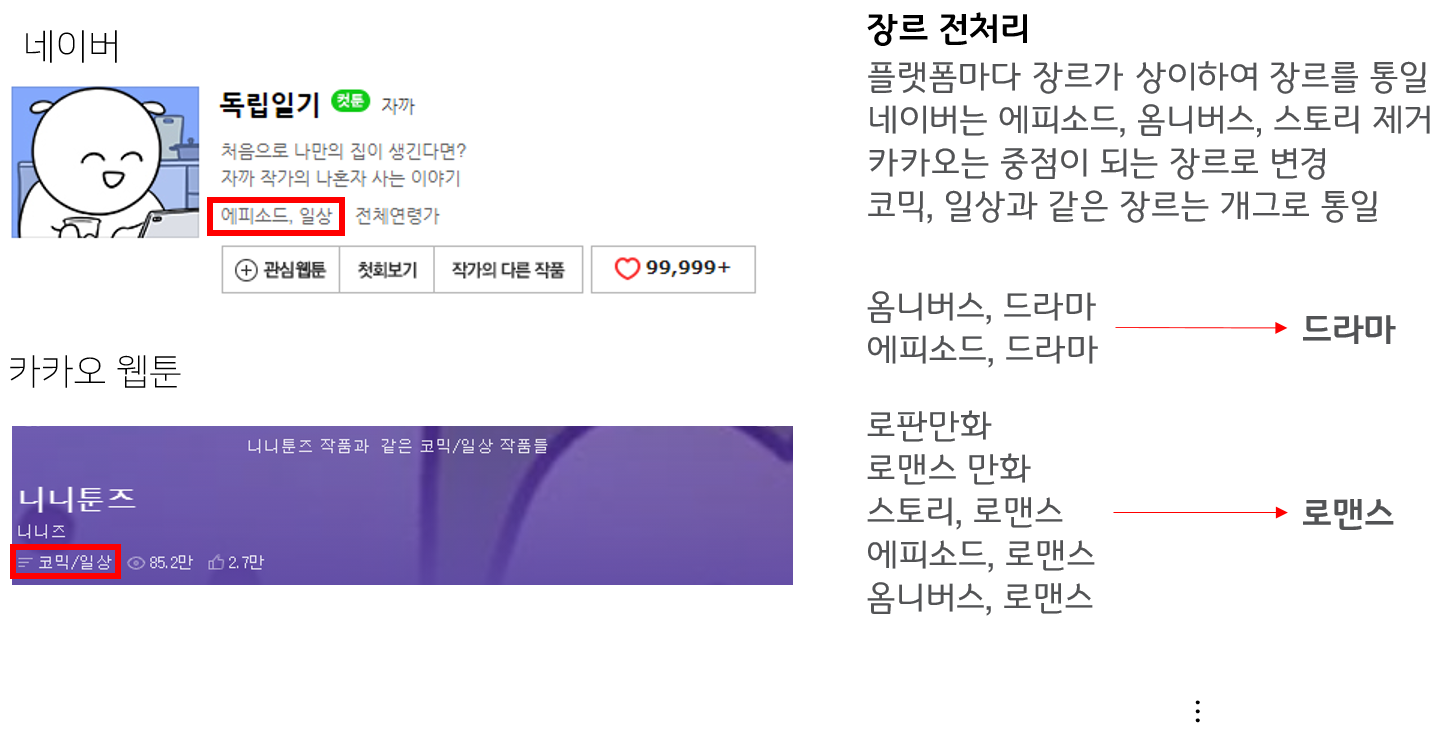 네이버
독립일기 컷툰 자까
처음으로 나만의 집이 생긴다면?
자까 작가의 나혼자 사는 이야기
에피소드, 일상 전체연령가
관심웹툰 첫회보기 작가의 다른 작품 99,999+
카카오 웹툰
니니툰즈 작품과 같은 코믹/일상 작품들
니니툰즈
니니즈
코믹/일상 85.2만 2.7만
장르 전처리
플랫폼마다 장르가 상이하여 장르를 통일
네이버는 에피소드, 옴니버스, 스토리 제거
카카오는 중점이 되는 장르로 변경
코믹, 일상과 같은 장르는 개그로 통일
옴니버스, 드라마
에피소드, 드라마
드라마
로판만화
로맨스 만화
스토리, 로맨스
에피소드, 로맨스
옴니버스, 로맨스
로맨스
⋮